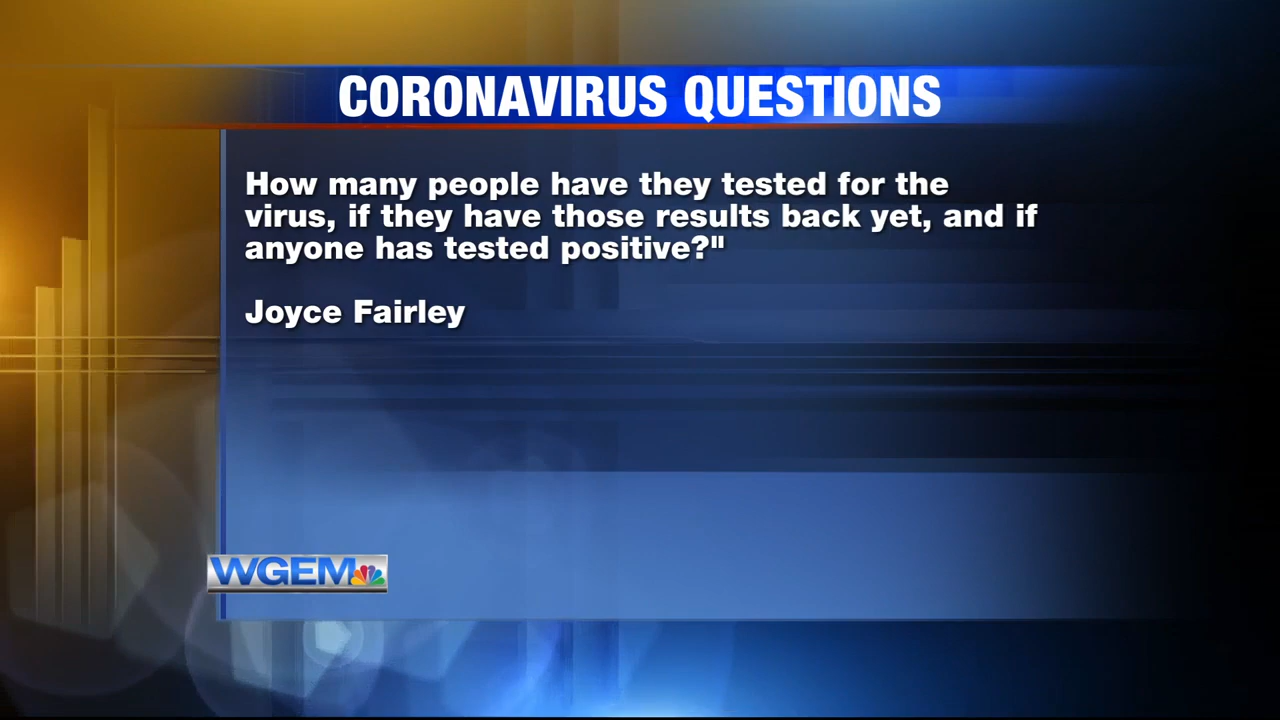 CORONAVIRUS QUESTIONS
How many people have they tested for the
virus, if they have those results back yet, and if
anyone has tested positive?"
Joyce Fairley
WGEM